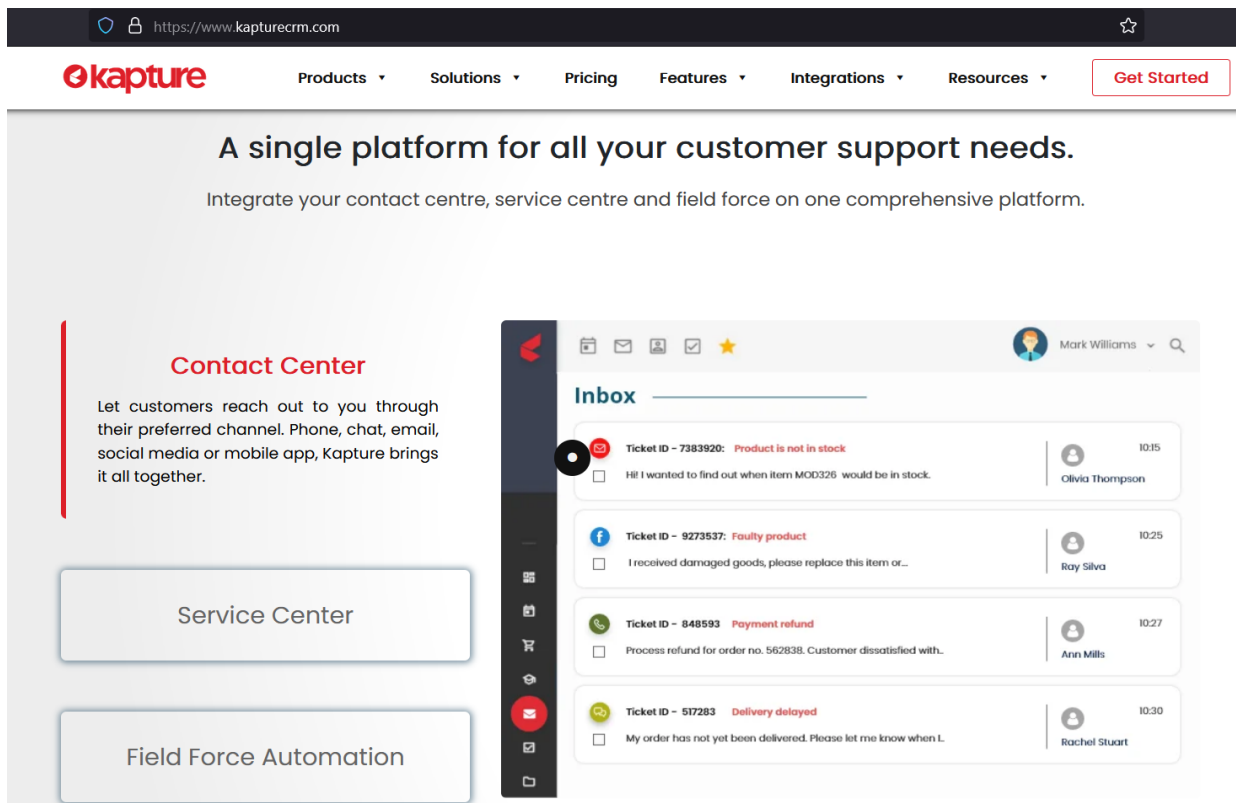 https://www.kapturecrm.com
kapture
Products
Solutions
Pricing
Features
Integrations
Resources
Get Started
A single platform for all your customer support needs.
Integrate your contact centre, service centre and field force on one comprehensive platform.
Contact Center
Let customers reach out to you through
their preferred channel. Phone, chat, email,
social media or mobile app, Kapture brings
it all together.
Service Center
Field Force Automation
Mark Williams
Inbox
Ticket ID - 7383920: Product is not in stock
10:15
Hi! I wanted to find out when item MOD326 would be in stock.
Olivia Thompson
Ticket ID - 9273537: Faulty product
10:25
I received damaged goods, please replace this item or...
Ray Silva
Ticket ID - 848593 Payment refund
10:27
Process refund for order no. 562838. Customer dissatisfied with..
Ann Mills
Ticket ID - 517283 Delivery delayed
10:30
My order has not yet been delivered. Please let me know when I..
Rachel Stuart